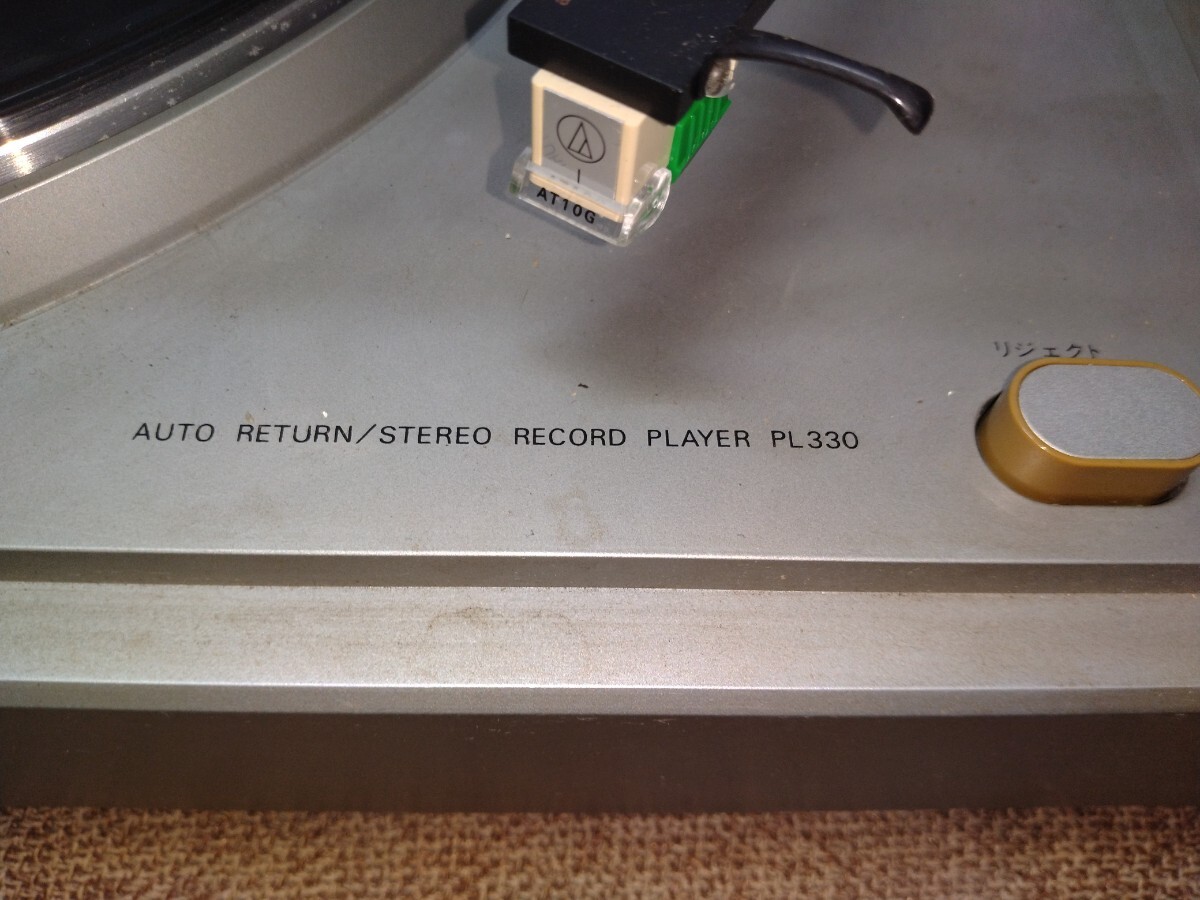 AT10G
リジェクト
AUTO RETURN/STEREO RECORD PLAYER PL330